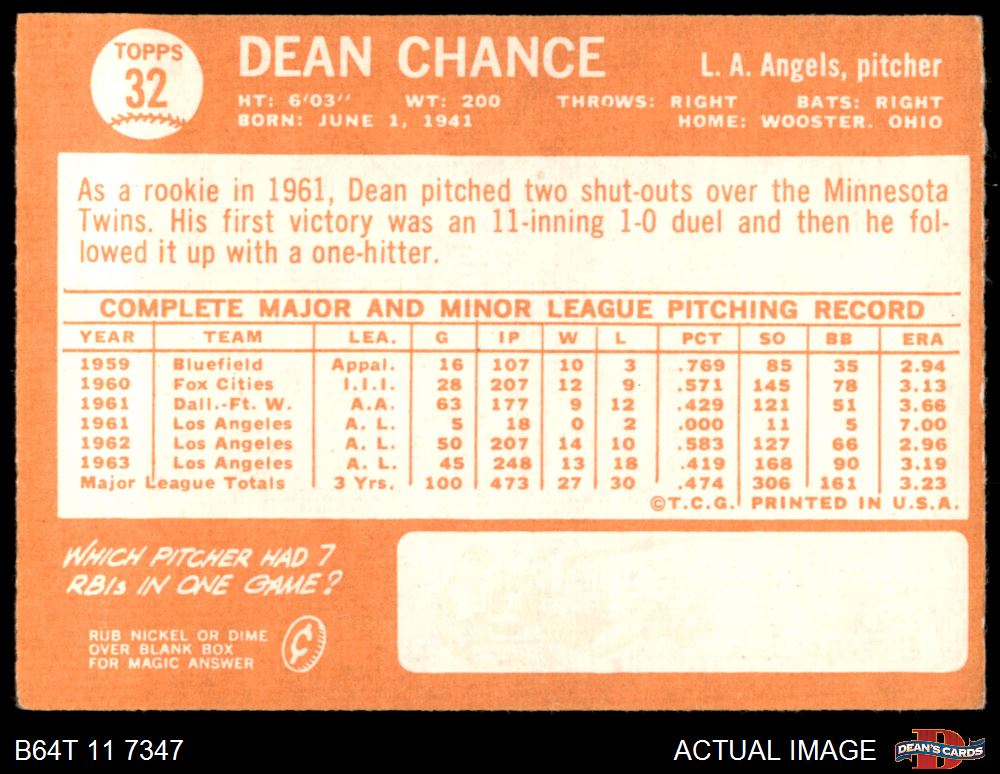 TOPPS
32
DEAN CHANCE
L. A. Angels, pitcher
HT: 6'03" WT: 200 THROWS: RIGHT BATS: RIGHT
BORN: JUNE 1, 1941 HOME: WOOSTER. OHIO
As a rookie in 1961, Dean pitched two shut-outs over the Minnesota
Twins. His first victory was an 11-inning 1-0 duel and then he fol-
lowed it up with a one-hitter.
COMPLETE MAJOR AND MINOR LEAGUE PITCHING RECORD
YEAR TEAM LEA. G IP W L PCT SO BB ERA
1959 Bluefield Appal. 16 107 10 3 .769 85 35 2.94
1960 Fox Cities I.I.I. 28 207 12 9 .571 145 78 3.13
1961 Dall.-Ft. W. A.A. 63 177 9 12 .429 121 51 3.66
1961 Los Angeles A. L. 5 18 0 2 .000 11 5 7.00
1962 Los Angeles A. L. 50 207 14 10 .583 127 66 2.96
1963 Los Angeles A. L. 45 248 13 18 .419 168 90 3.19
Major League Totals 3 Yrs. 100 473 27 30 .474 306 161 3.23
©T.C.G. PRINTED IN U.S.A.
WHICH PITCHER HAD 7
RBIs IN ONE GAME?
RUB NICKEL OR DIME
OVER BLANK BOX
FOR MAGIC ANSWER
¢
B64T 11 7347
ACTUAL IMAGE
DEAN'S CARDS